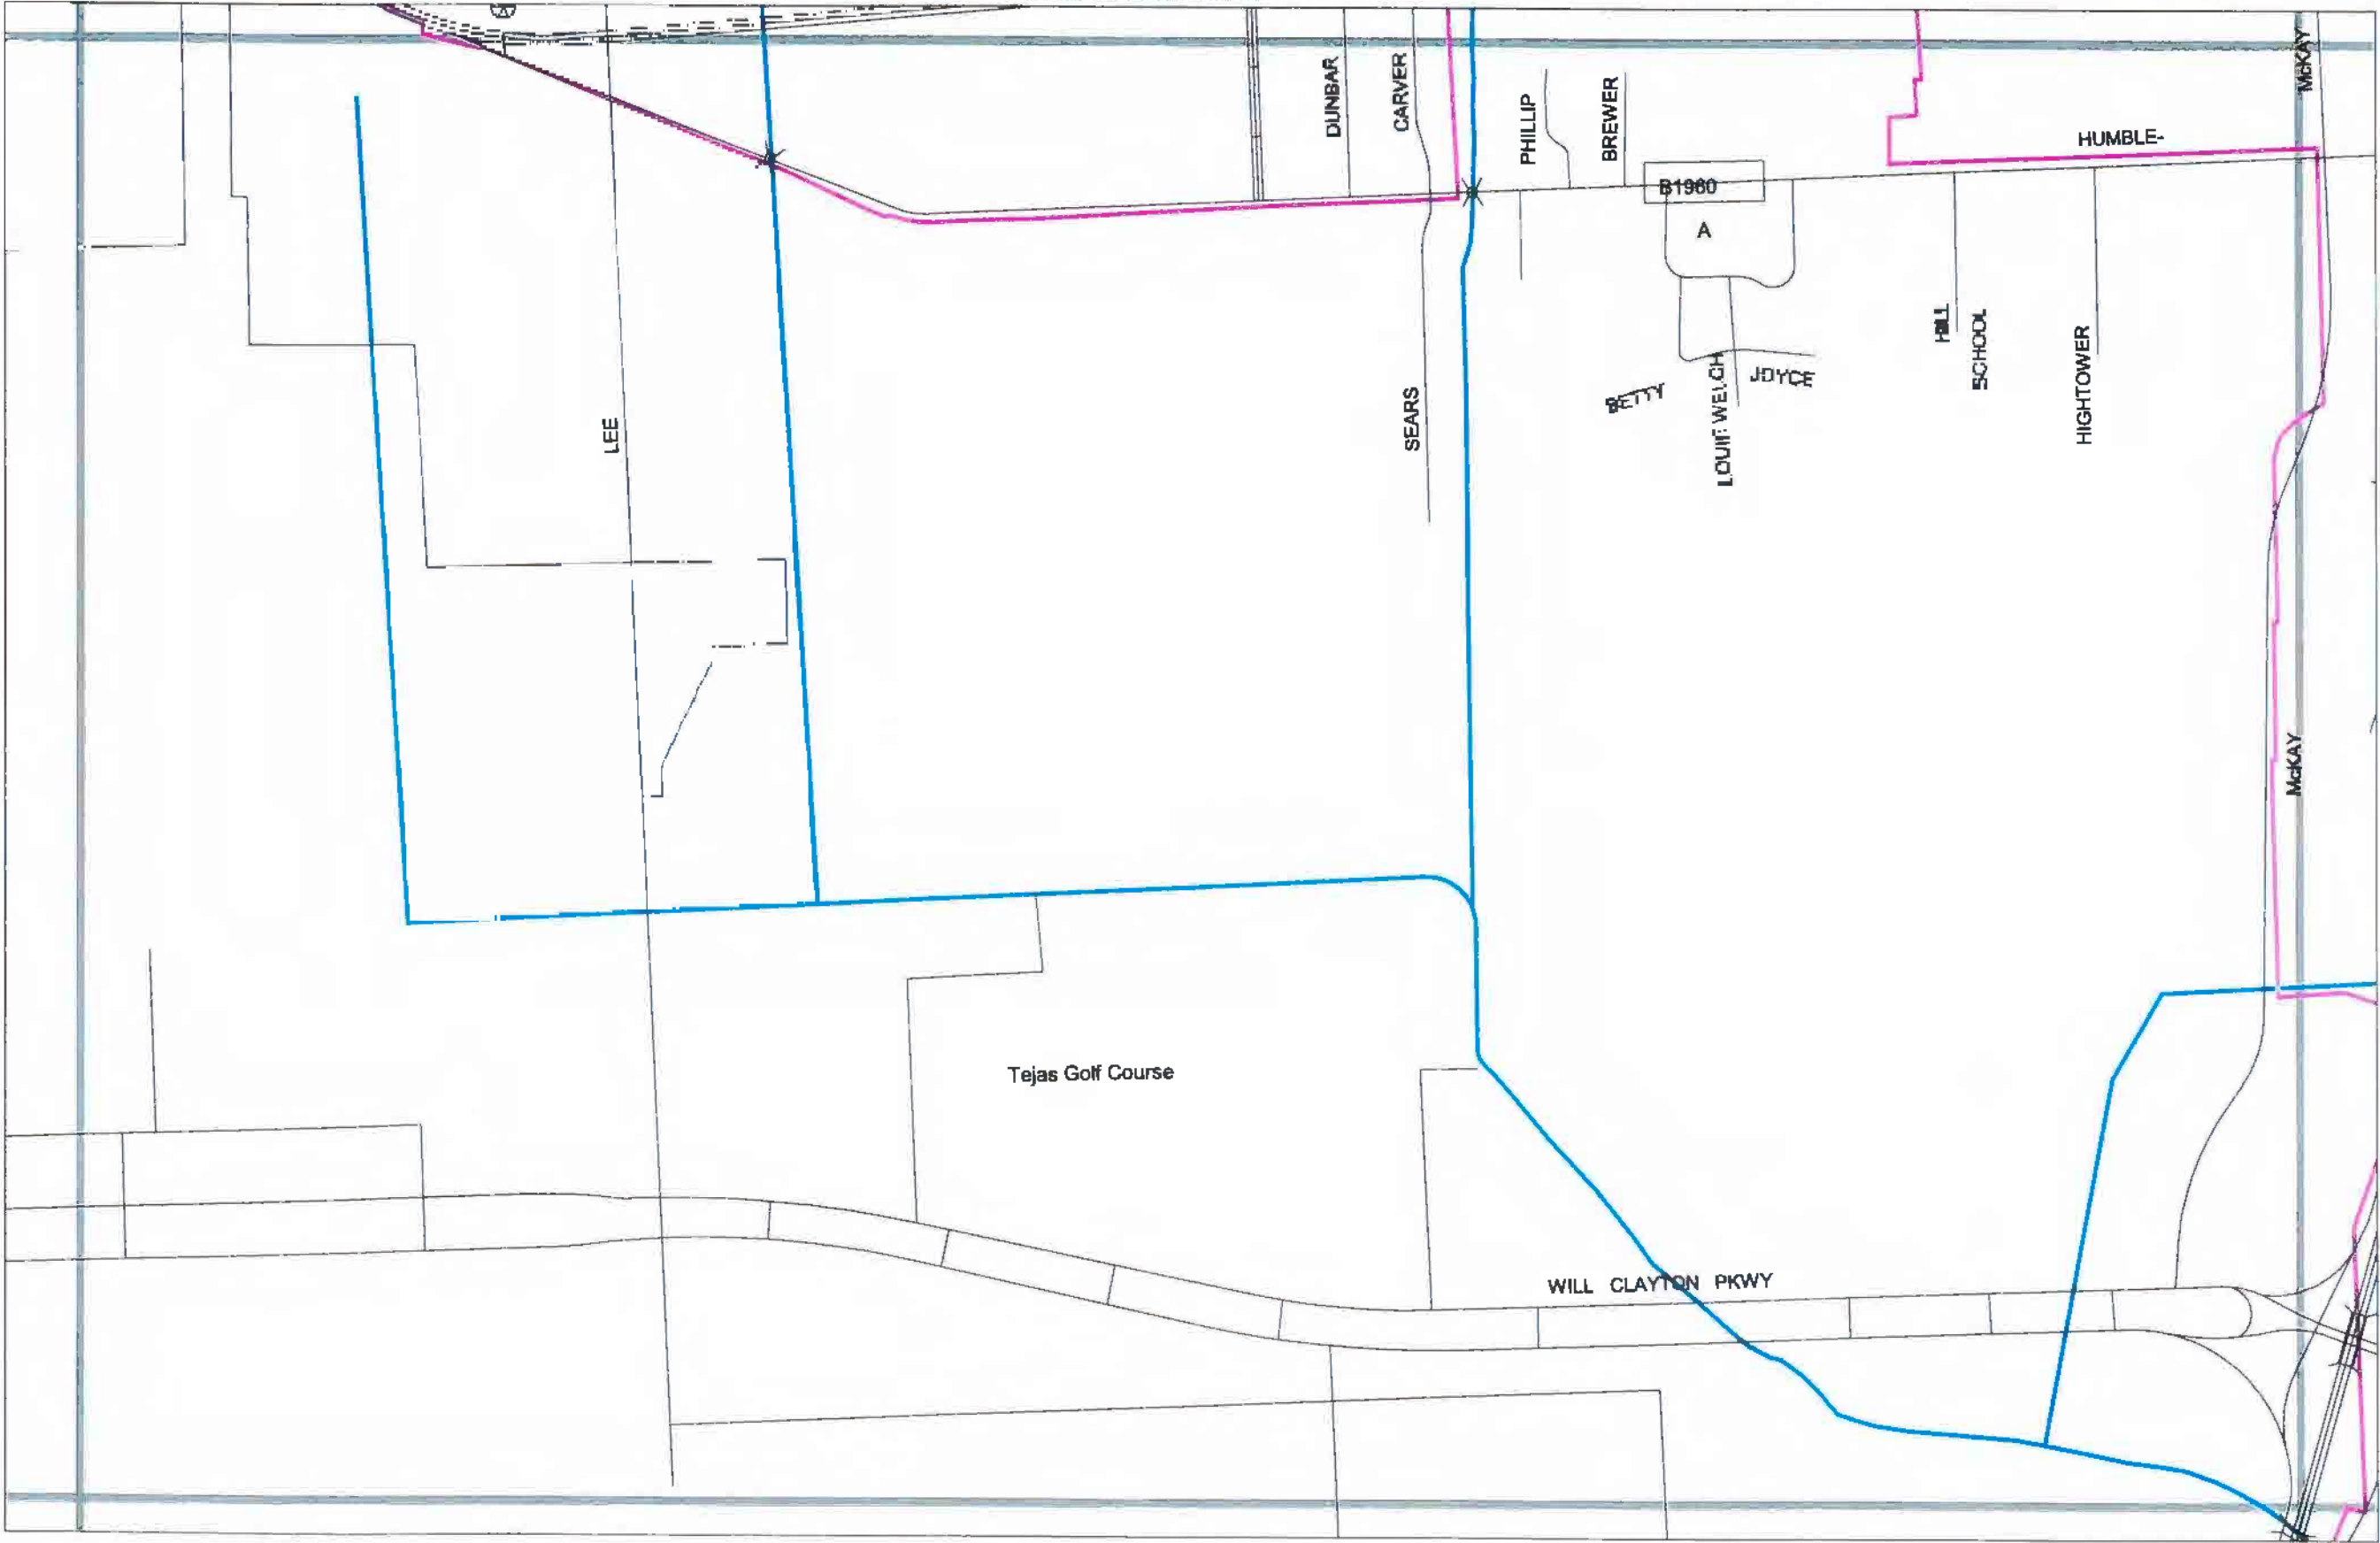 McKAY
DUNBAR
CARVER
PHILLIP
BREWER
HUMBLE-
B1960
A
LEE
SEARS
BETTY
WELCH
JOYCE
HILL
SCHOOL
HIGHTOWER
McKAY
Tejas Golf Course
WILL CLAYTON PKWY